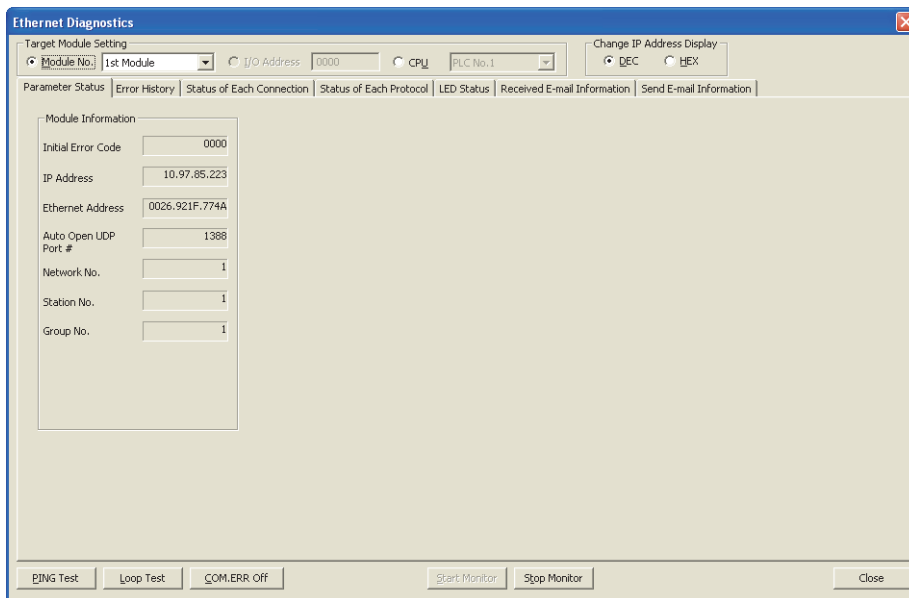 Ethernet Diagnostics
Target Module Setting
Module No. 1st Module I/O Address 0000 CPU PLC No.1
Change IP Address Display
DEC HEX
Parameter Status Error History Status of Each Connection Status of Each Protocol LED Status Received E-mail Information Send E-mail Information
Module Information
Initial Error Code 0000
IP Address 10.97.85.223
Ethernet Address 0026.921F.774A
Auto Open UDP
Port # 1388
Network No. 1
Station No. 1
Group No. 1
PING Test Loop Test COM.ERR Off Start Monitor Stop Monitor Close